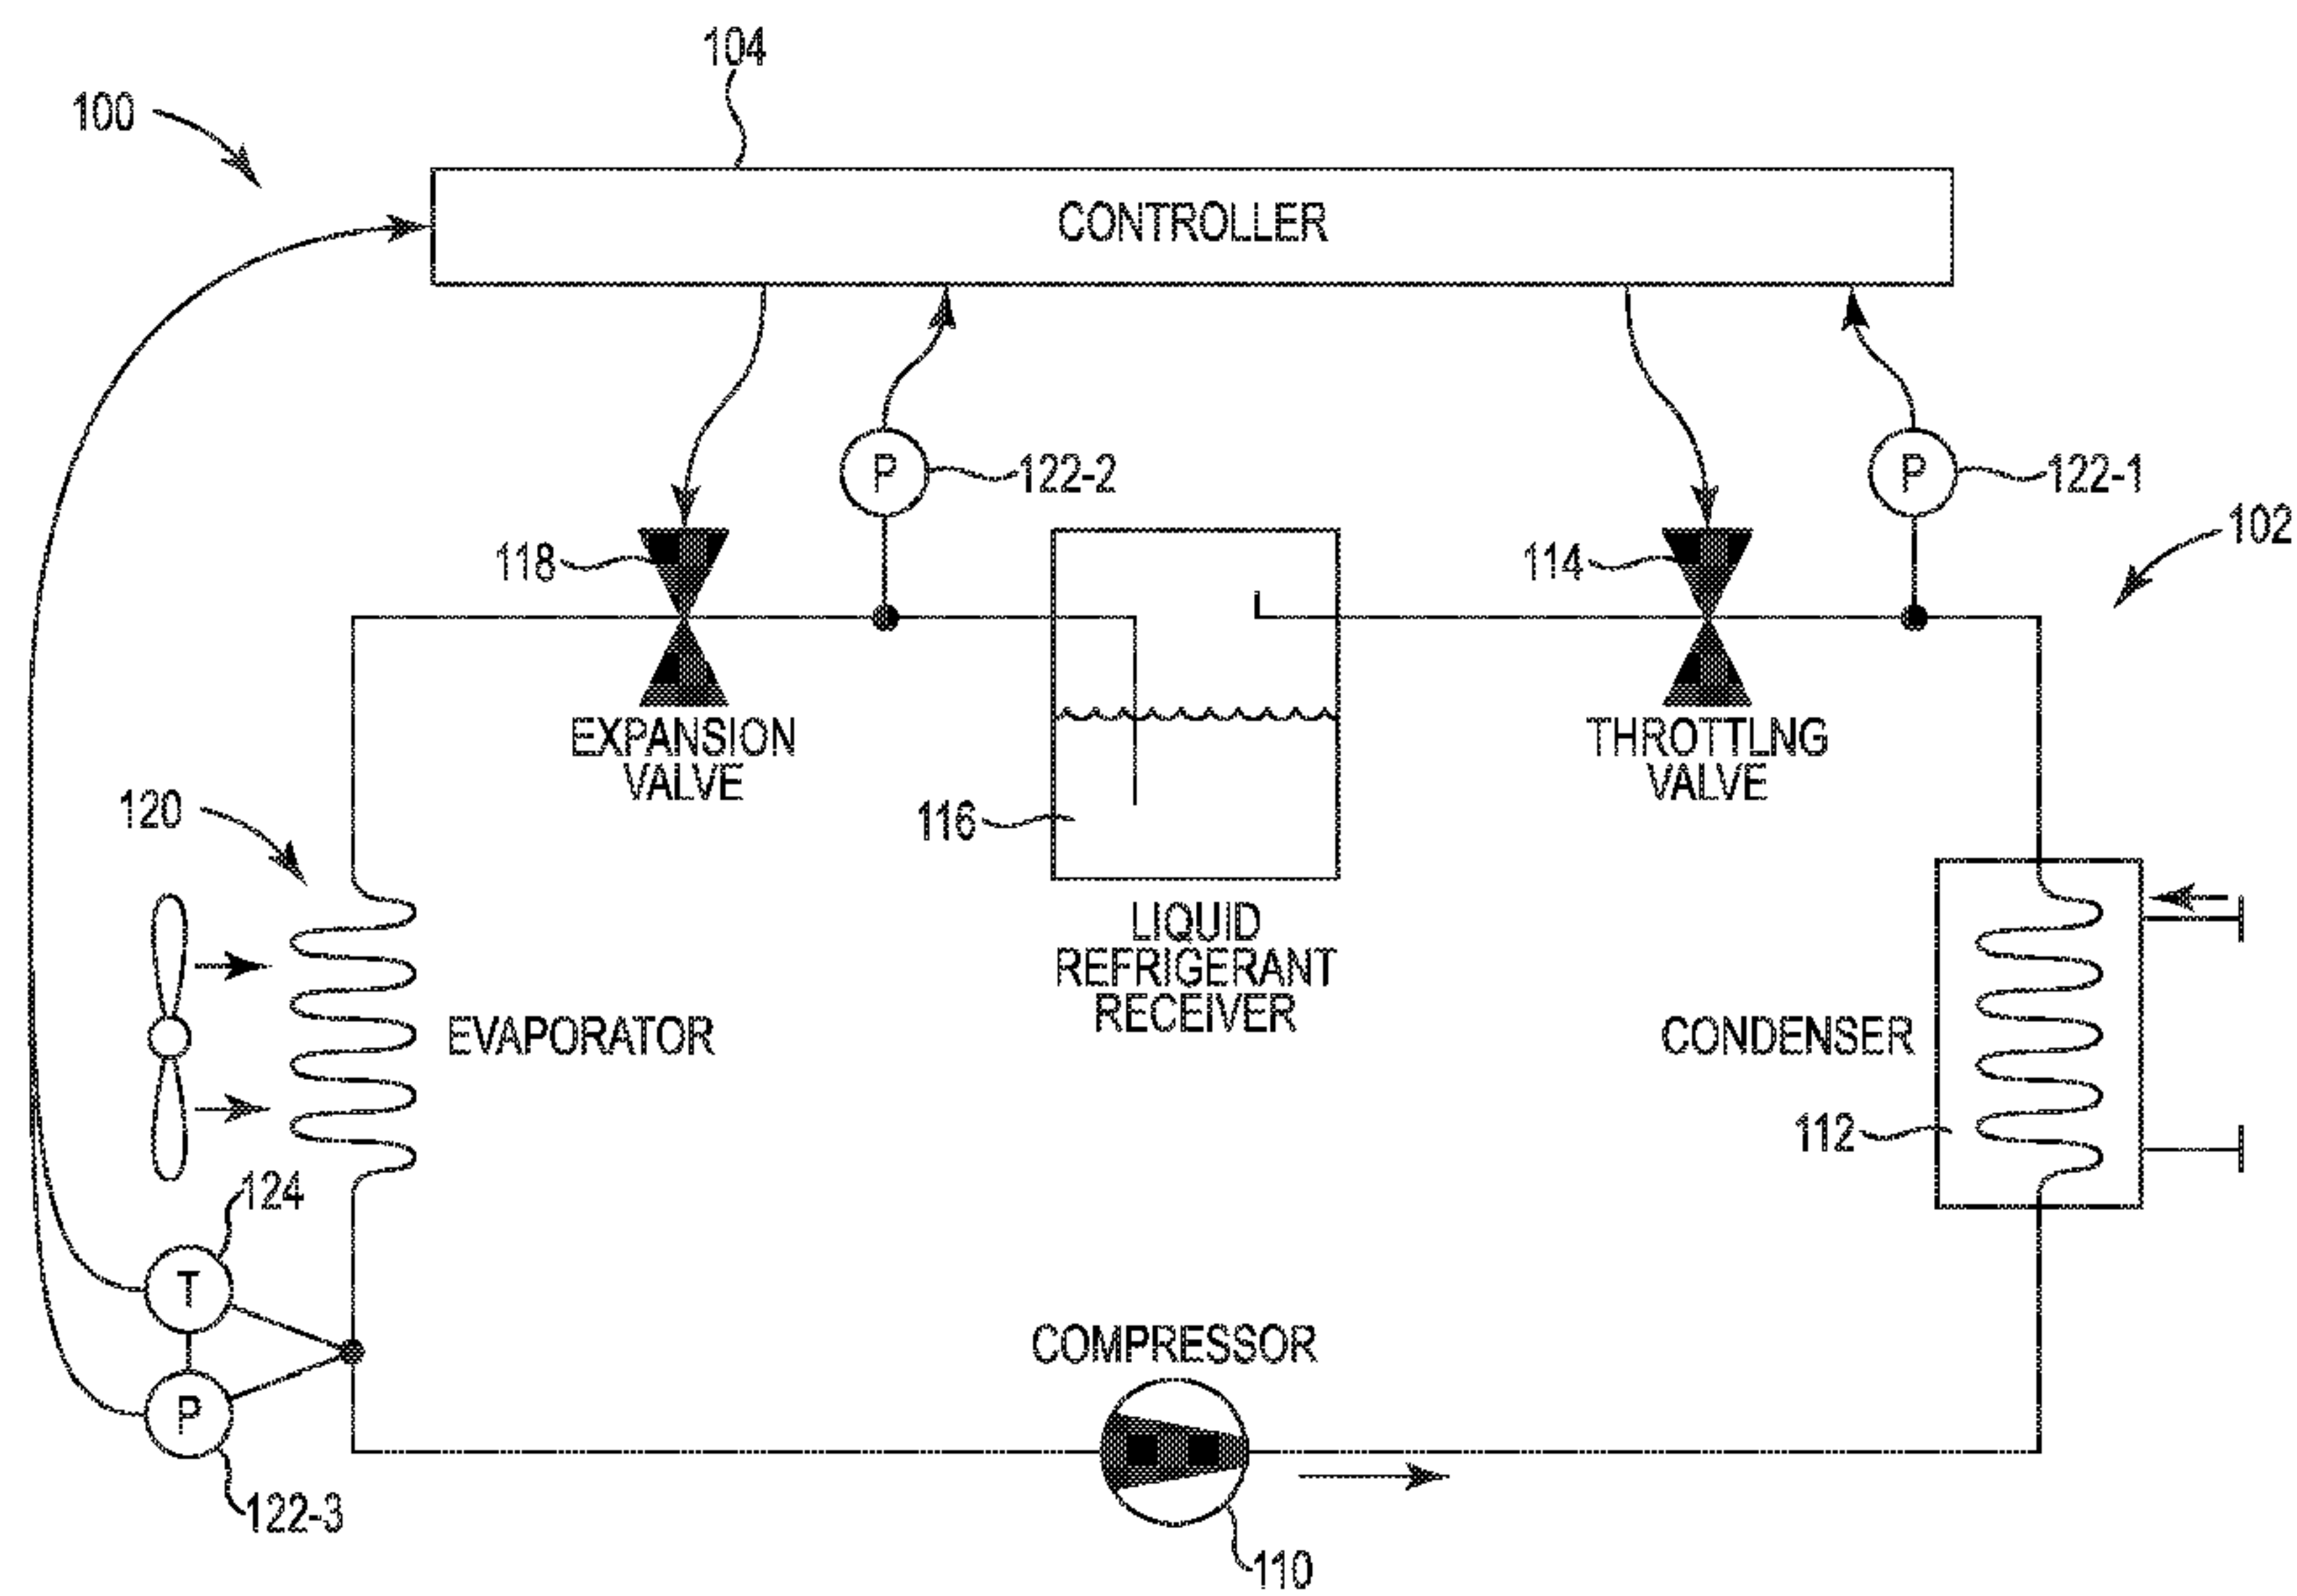 104
100
CONTROLLER
P
122-2
P
122-1
102
118
114
EXPANSION
VALVE
THROTTLNG
VALVE
120
116
LIQUID
REFRIGERANT
RECEIVER
EVAPORATOR
CONDENSER
112
124
T
COMPRESSOR
P
122-3
110